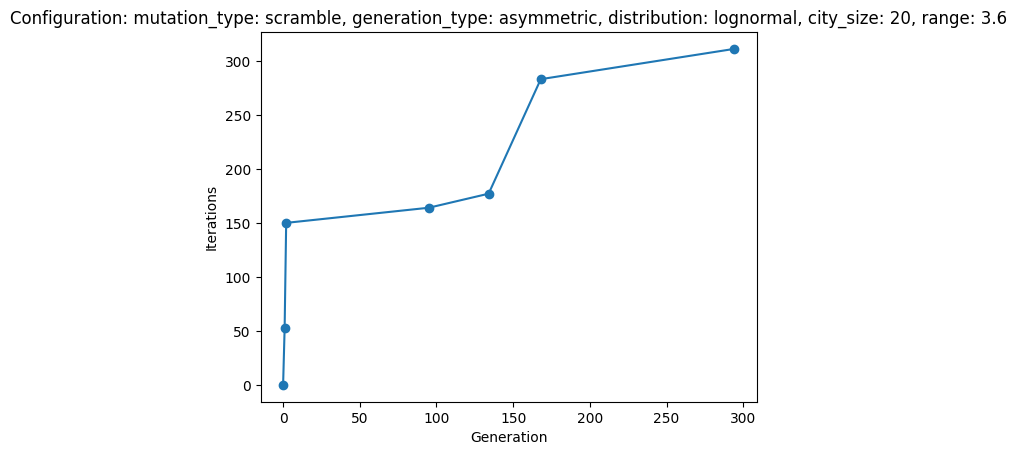 Configuration: mutation_type: scramble, generation_type: asymmetric, distribution: lognormal, city_size: 20, range: 3.6
300
250
200
150
100
50
0
Iterations
0 50 100 150 200 250 300
Generation